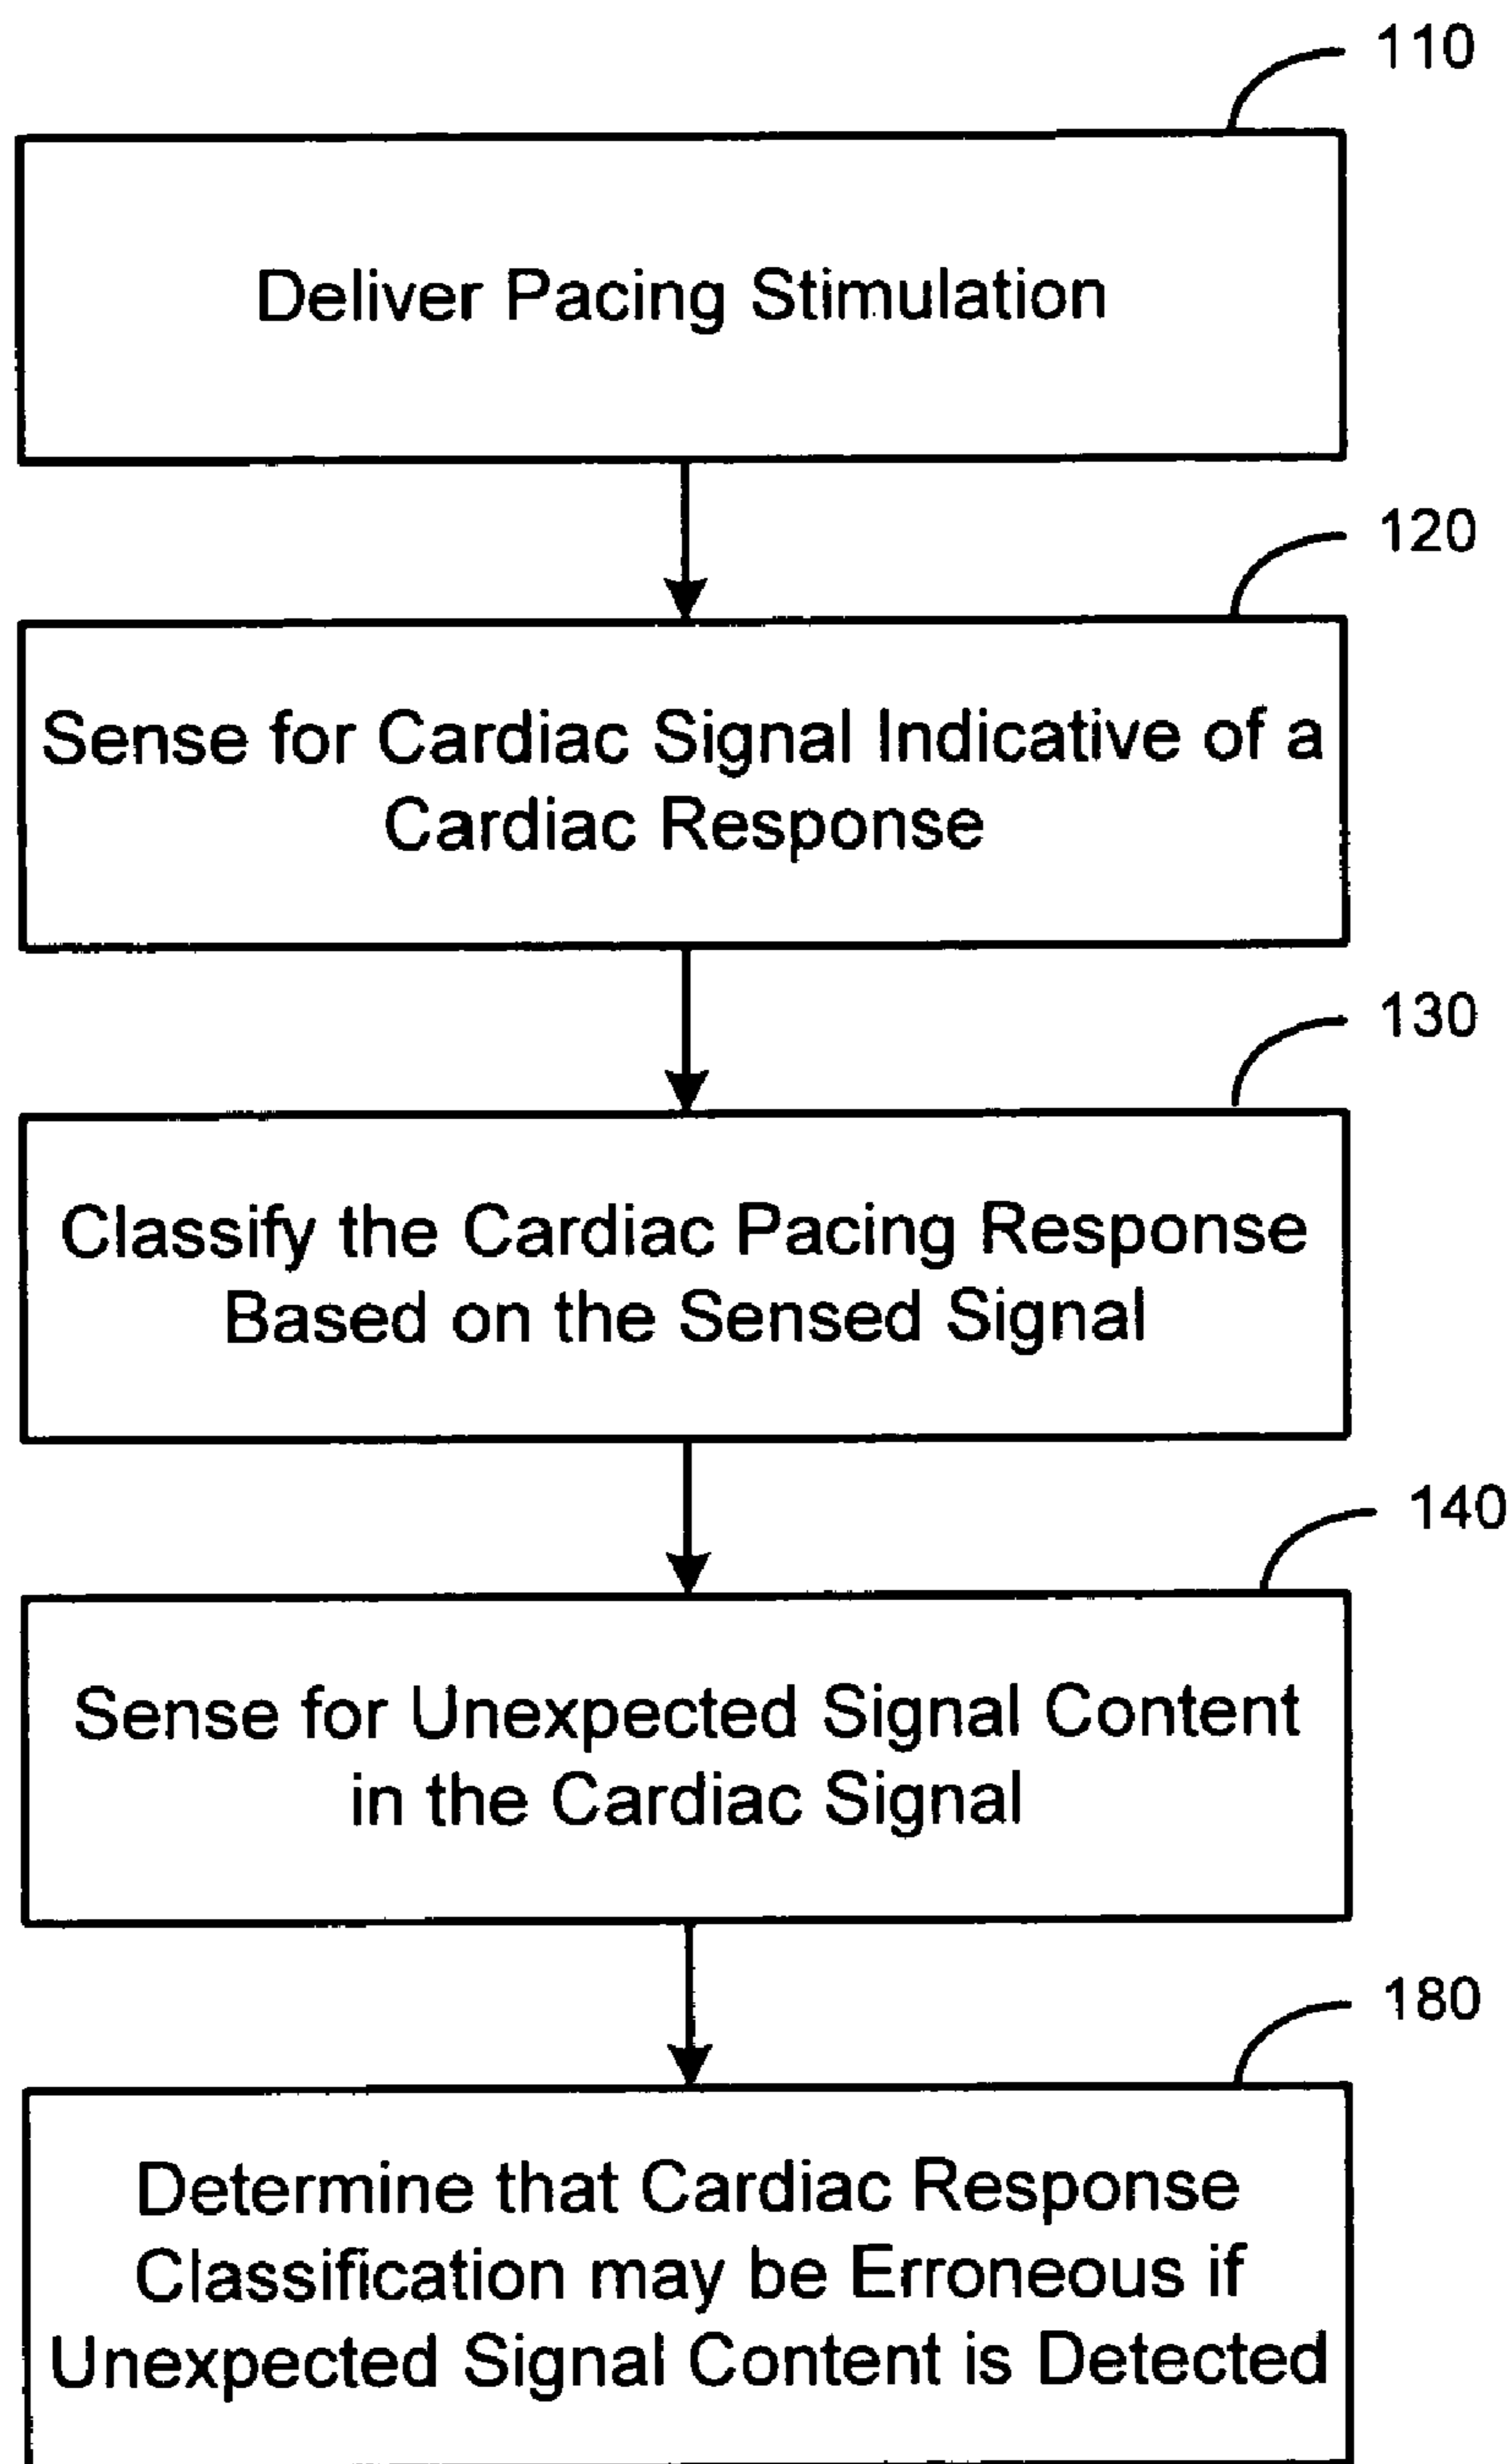 110
Deliver Pacing Stimulation
120
Sense for Cardiac Signal Indicative of a
Cardiac Response
130
Classify the Cardiac Pacing Response
Based on the Sensed Signal
140
Sense for Unexpected Signal Content
in the Cardiac Signal
180
Determine that Cardiac Response
Classification may be Erroneous if
Unexpected Signal Content is Detected